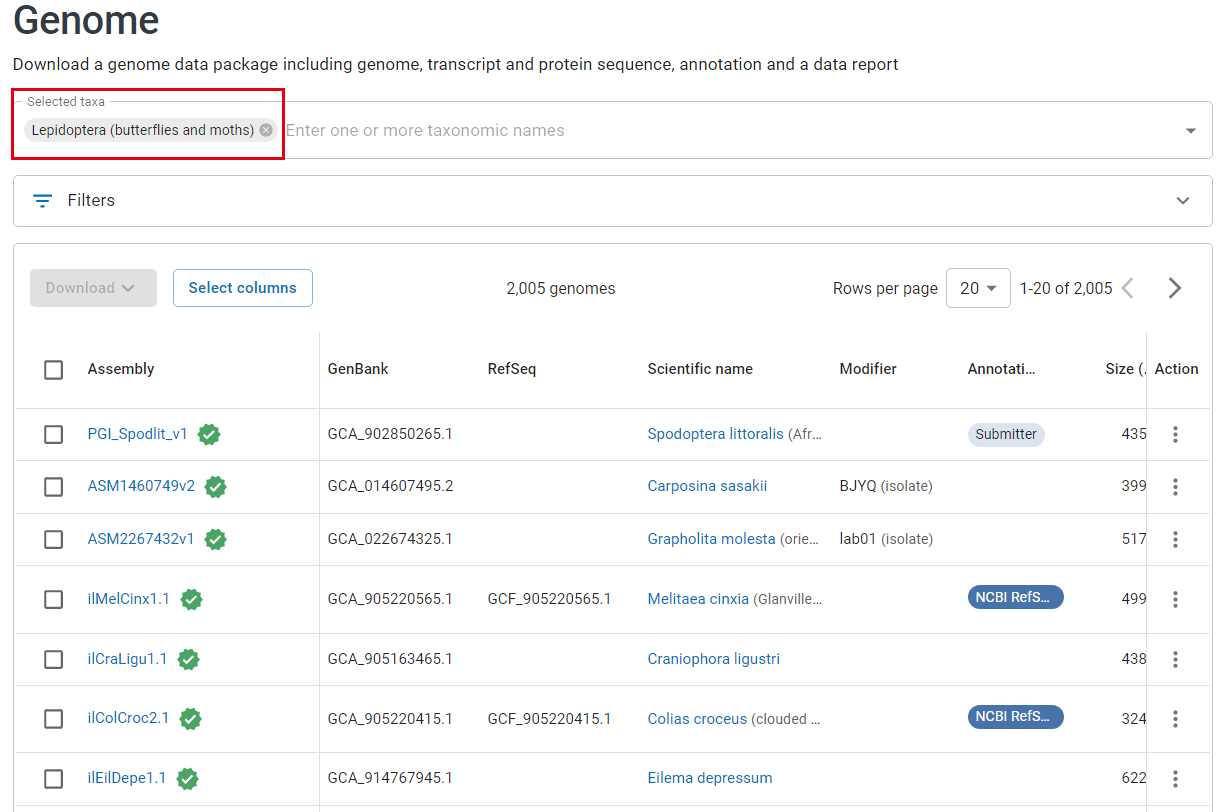 Genome
Download a genome data package including genome, transcript and protein sequence, annotation and a data report
Selected taxa
Lepidoptera (butterflies and moths) Enter one or more taxonomic names
Filters
Download Select columns 2,005 genomes Rows per page 20 1-20 of 2,005
Assembly GenBank RefSeq Scientific name Modifier Annotati... Size (. Action
PGI_Spodlit_v1 GCA_902850265.1 Spodoptera littoralis (Afr... Submitter 435
ASM1460749v2 GCA_014607495.2 Carposina sasakii BJYQ (isolate) 399
ASM2267432v1 GCA_022674325.1 Grapholita molesta (orie... lab01 (isolate) 517
ilMelCinx1.1 GCA_905220565.1 GCF_905220565.1 Melitaea cinxia (Glanville... NCBI RefS... 499
ilCraLigu1.1 GCA_905163465.1 Craniophora ligustri 438
ilColCroc2.1 GCA_905220415.1 GCF_905220415.1 Colias croceus (clouded ... NCBI RefS... 324
ilEilDepe1.1 GCA_914767945.1 Eilema depressum 622